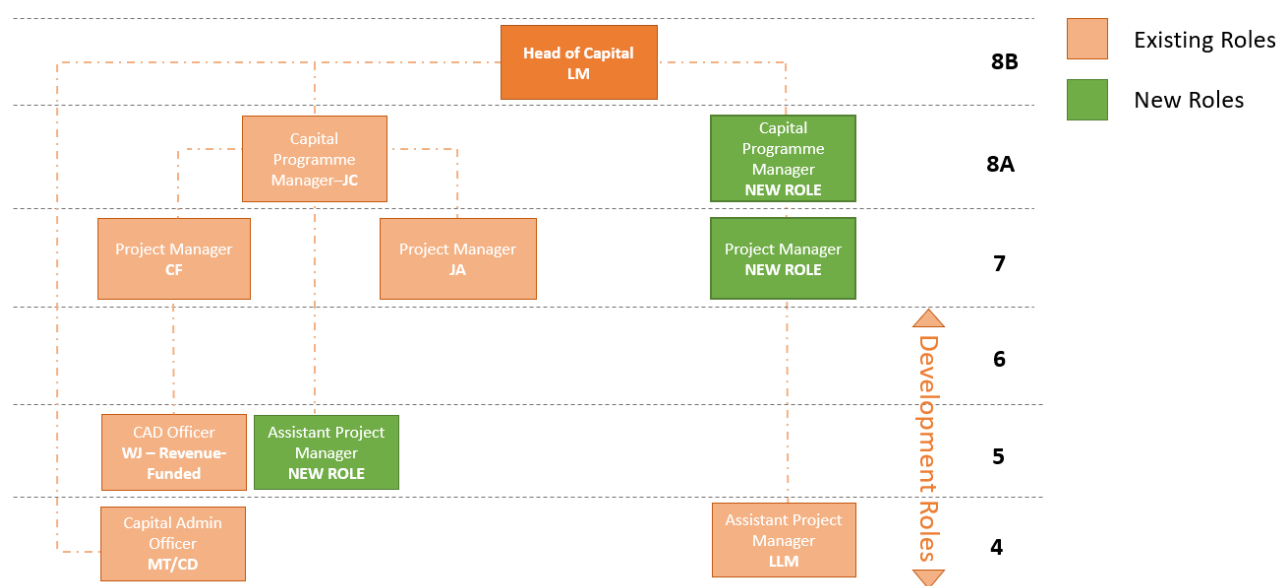 Head of Capital
LM
8B
Existing Roles
New Roles
Capital
Programme
Manager--JC
Capital
Programme
Manager
NEW ROLE
8A
Project Manager
CF
Project Manager
JA
Project Manager
NEW ROLE
7
Development Roles
6
CAD Officer
WJ – Revenue-
Funded
Assistant Project
Manager
NEW ROLE
5
Capital Admin
Officer
MT/CD
Assistant Project
Manager
LLM
4